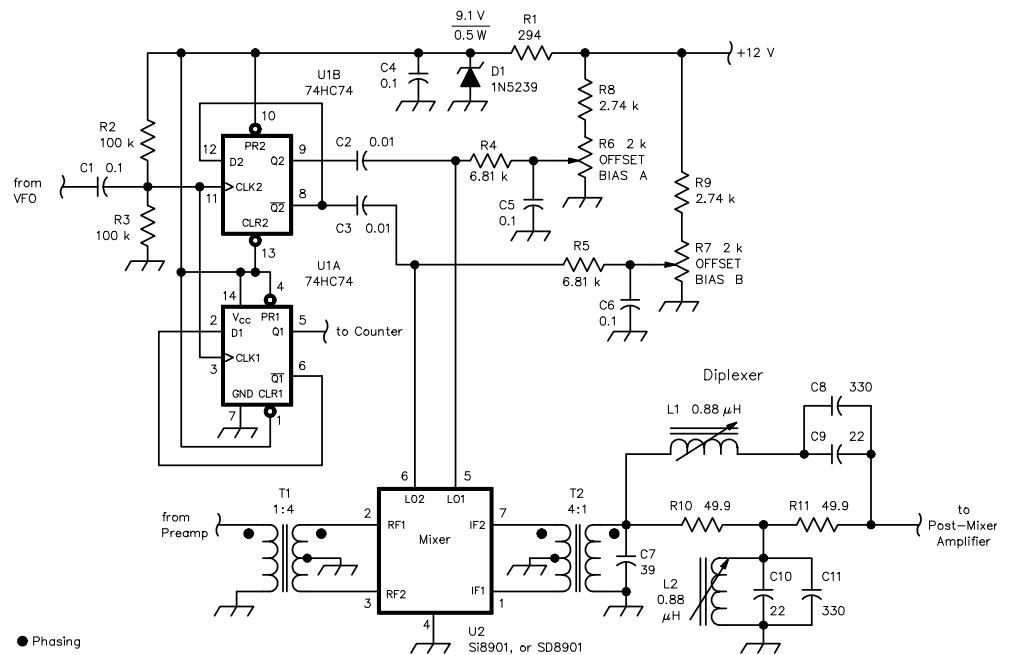 9.1 V
0.5 W
R1
294
+12 V
C4
0.1
D1
1N5239
U1B
74HC74
R8
2.74 k
10
R2
100 k
PR2
12
D2
Q2
9
C2
0.01
R4
6.81 k
R6 2 k
OFFSET
BIAS A
C1 0.1
from
VFO
11
CLK2
Q2
8
R9
2.74 k
C5
0.1
R3
100 k
CLR2
C3 0.01
13
U1A
74HC74
R5
6.81 k
R7 2 k
OFFSET
BIAS B
14
4
C6
0.1
VCC
PR1
2
D1
Q1
5
to Counter
3
CLK1
Q1
6
GND CLR1
7
1
Diplexer
C8 330
L1 0.88 μH
C9 22
6
5
LO2
LO1
T1
1:4
T2
4:1
R10 49.9
R11 49.9
from
Preamp
2
RF1
IF2
7
to
Post-Mixer
Amplifier
Mixer
C7
39
L2
0.88
μH
C10
22
C11
330
RF2
3
IF1
1
4
U2
Si8901, or SD8901
Phasing